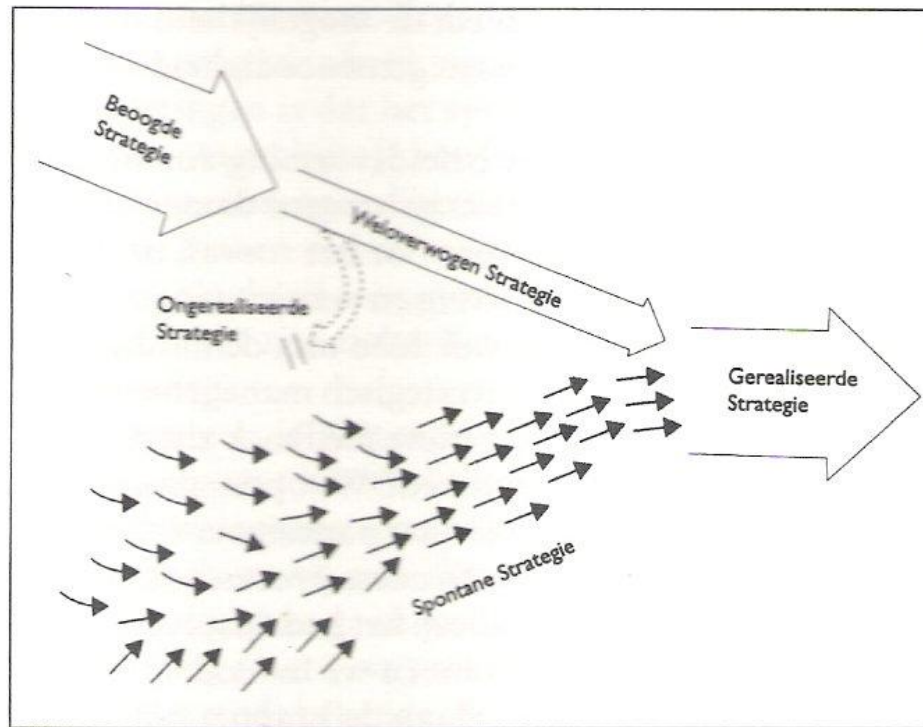 Beoogde
Strategie
Weloverwogen Strategie
Ongerealiseerde
Strategie
Gerealiseerde
Strategie
Spontane Strategie